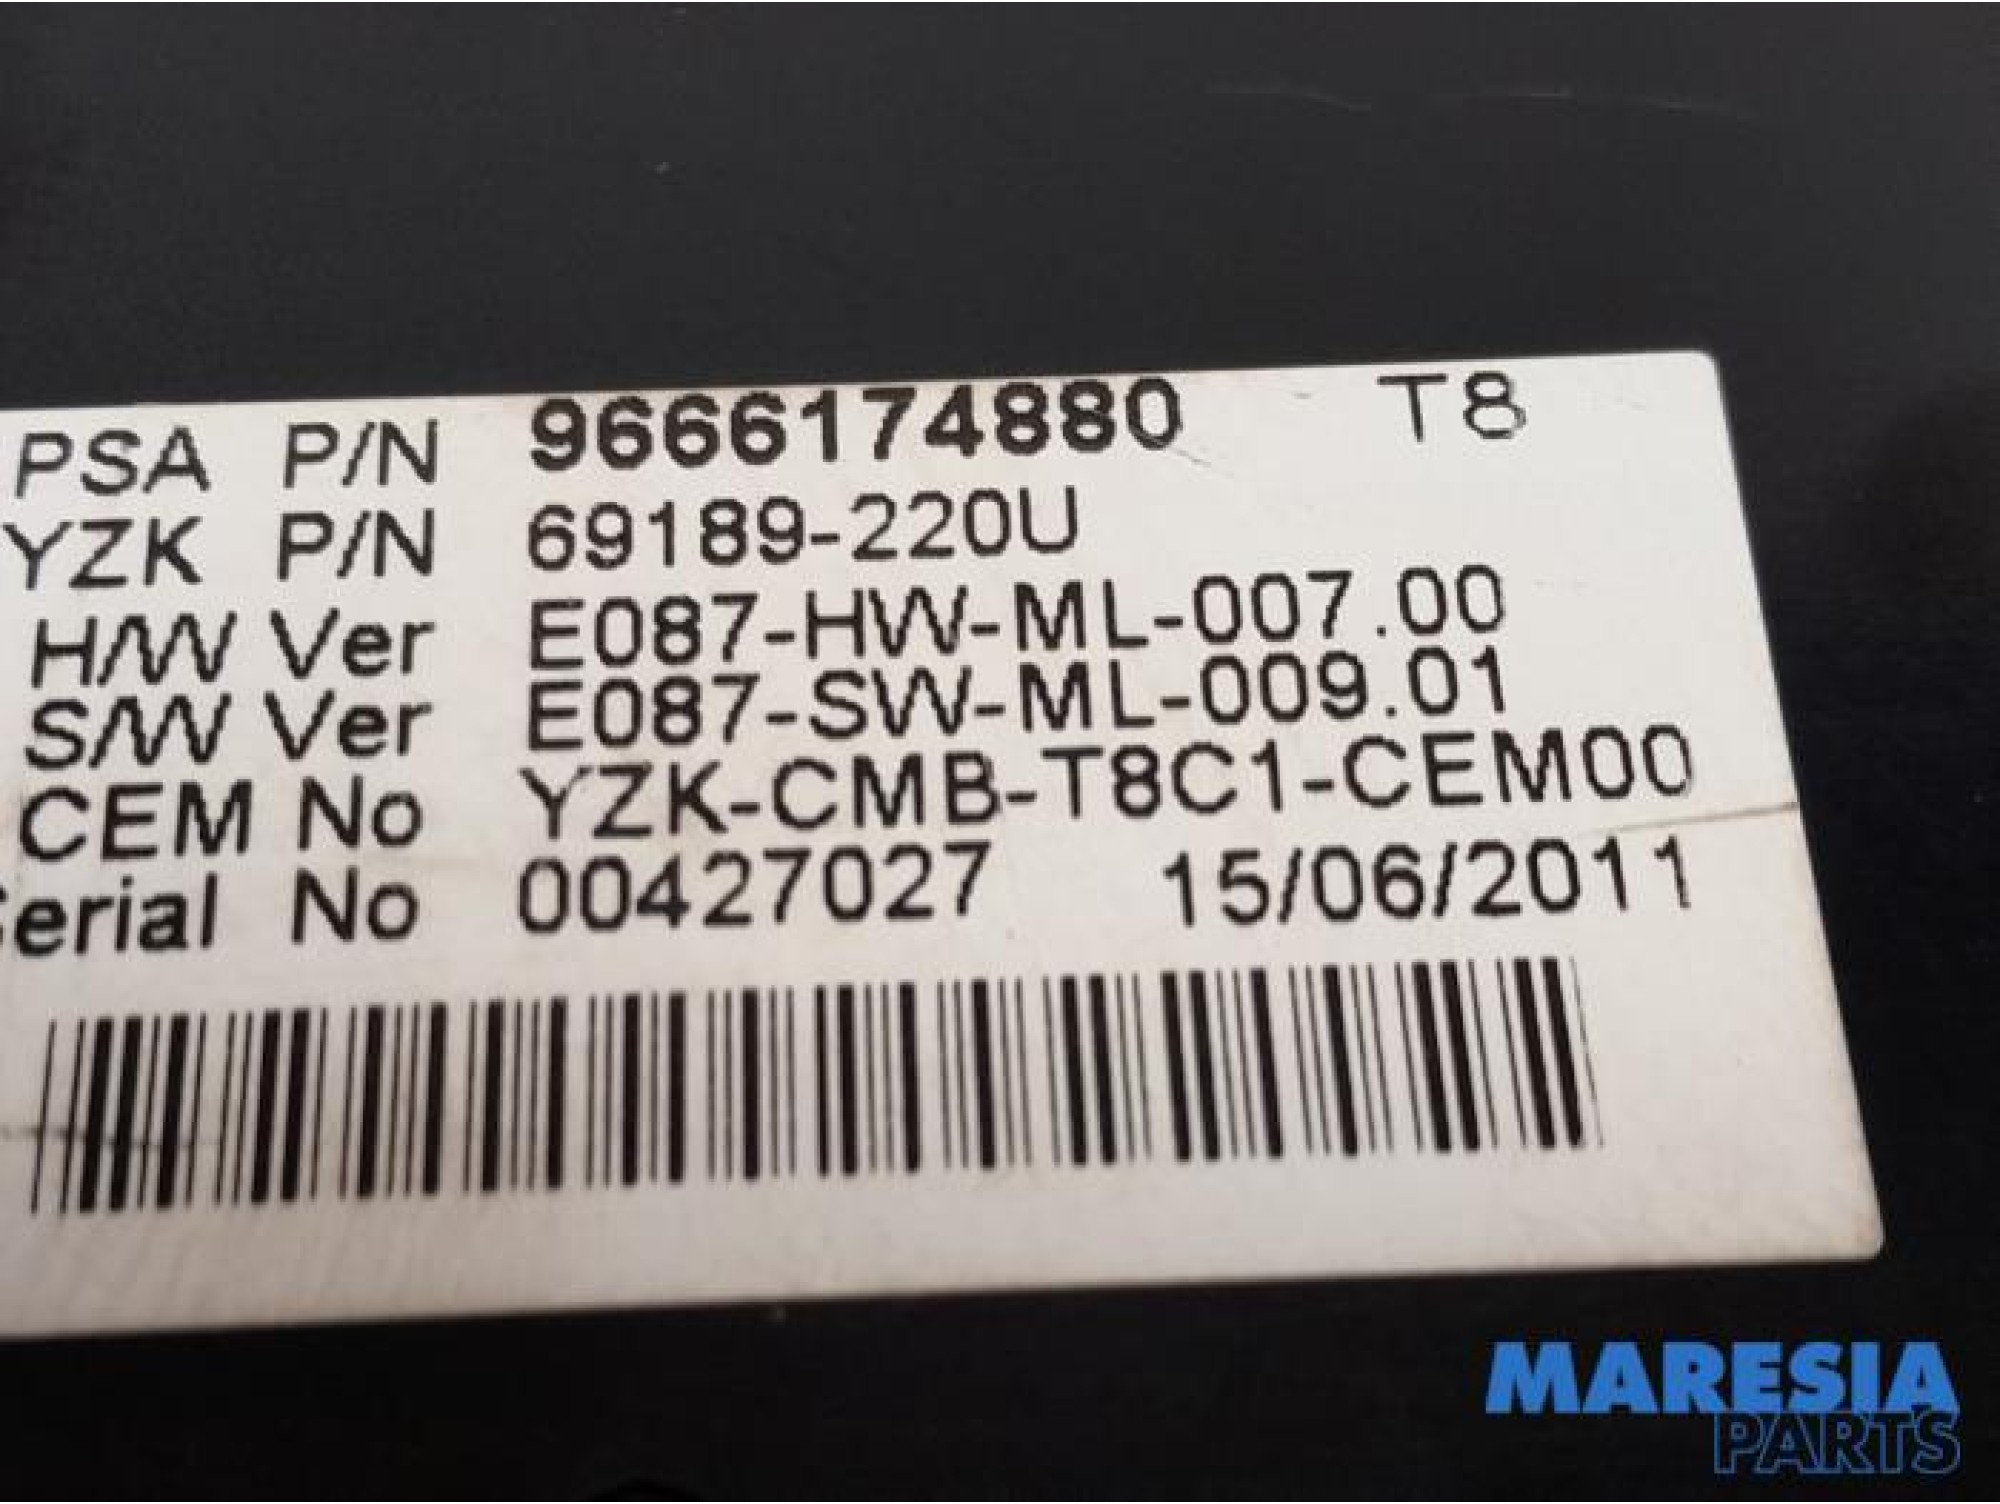 PSA P/N 9666174880 T8
YZK P/N 69189-220U
H/W Ver E087-HW-ML-007.00
S/W Ver E087-SW-ML-009.01
CEM No YZK-CMB-T8C1-CEM00
Serial No 00427027 15/06/2011
MARESIA
PARTS